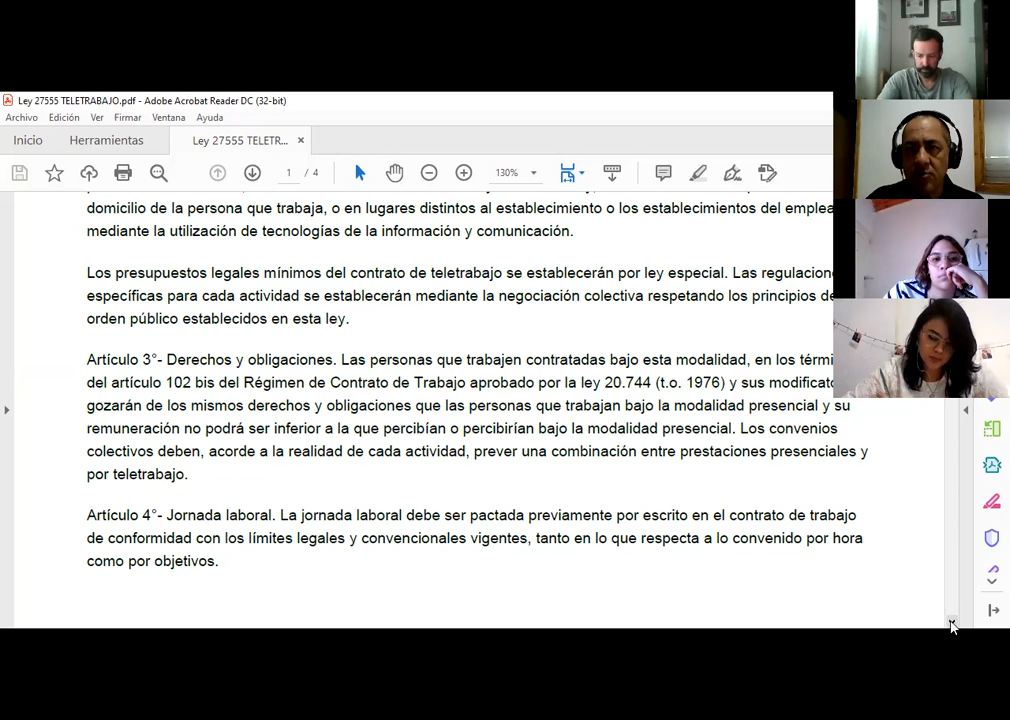 Ley 27555 TELETRABAJO.pdf - Adobe Acrobat Reader DC (32-bit)
Archivo Edición Ver Firmar Ventana Ayuda
Inicio Herramientas Ley 27555 TELETR... ×
1 / 4 130%
domicilio de la persona que trabaja, o en lugares distintos al establecimiento o los establecimientos del emplea
mediante la utilización de tecnologías de la información y comunicación.
Los presupuestos legales mínimos del contrato de teletrabajo se establecerán por ley especial. Las regulacione
específicas para cada actividad se establecerán mediante la negociación colectiva respetando los principios de
orden público establecidos en esta ley.
Artículo 3°- Derechos y obligaciones. Las personas que trabajen contratadas bajo esta modalidad, en los térmi
del artículo 102 bis del Régimen de Contrato de Trabajo aprobado por la ley 20.744 (t.o. 1976) y sus modificato
gozarán de los mismos derechos y obligaciones que las personas que trabajan bajo la modalidad presencial y su
remuneración no podrá ser inferior a la que percibían o percibirían bajo la modalidad presencial. Los convenios
colectivos deben, acorde a la realidad de cada actividad, prever una combinación entre prestaciones presenciales y
por teletrabajo.
Artículo 4°- Jornada laboral. La jornada laboral debe ser pactada previamente por escrito en el contrato de trabajo
de conformidad con los límites legales y convencionales vigentes, tanto en lo que respecta a lo convenido por hora
como por objetivos.